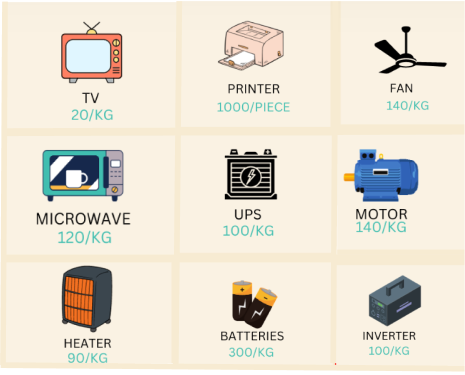 TV
20/KG
PRINTER
1000/PIECE
FAN
140/KG
MICROWAVE
120/KG
UPS
100/KG
MOTOR
140/KG
HEATER
90/KG
BATTERIES
300/KG
INVERTER
100/KG